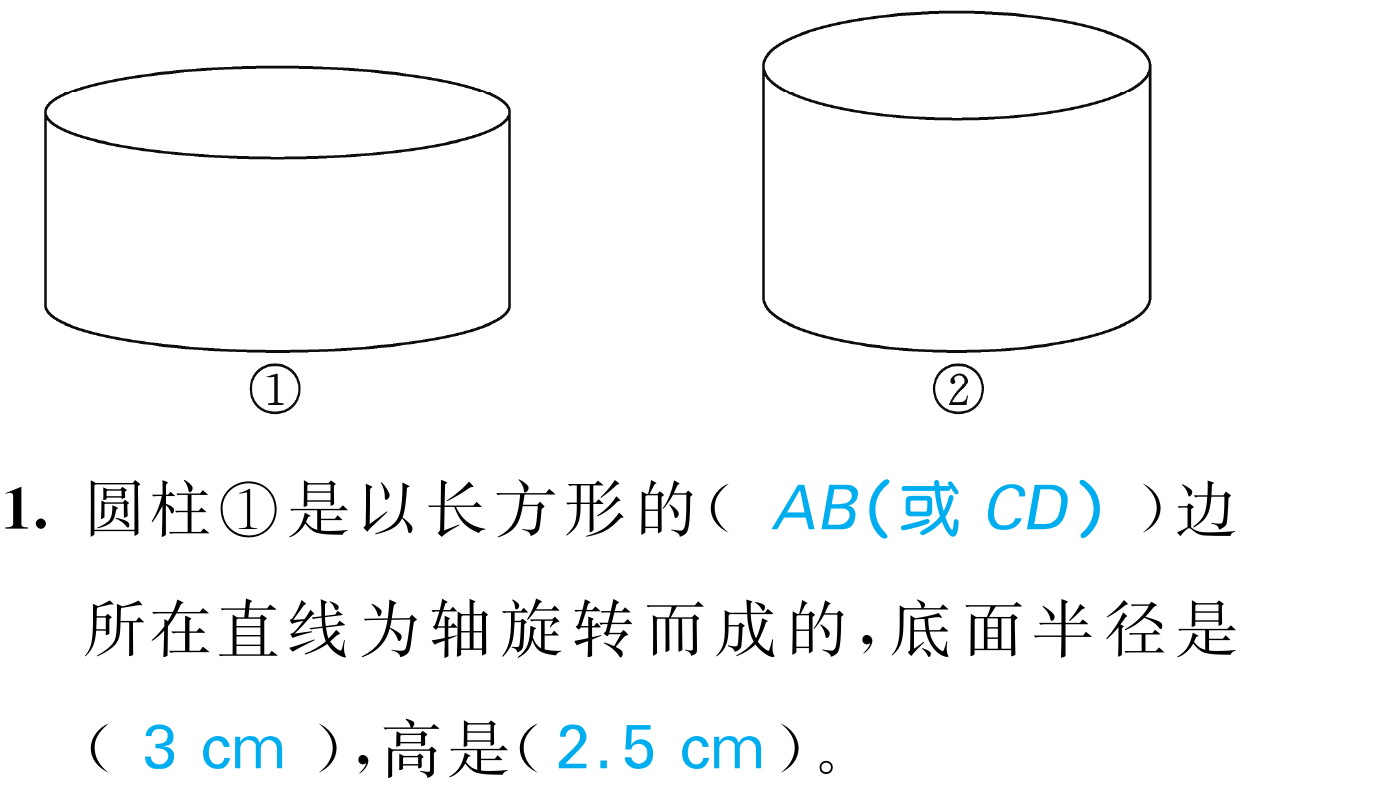 ① ②
1. 圆柱①是以长方形的( AB(或 CD) )边
所在直线为轴旋转而成的,底面半径是
( 3 cm ),高是(2.5 cm)。